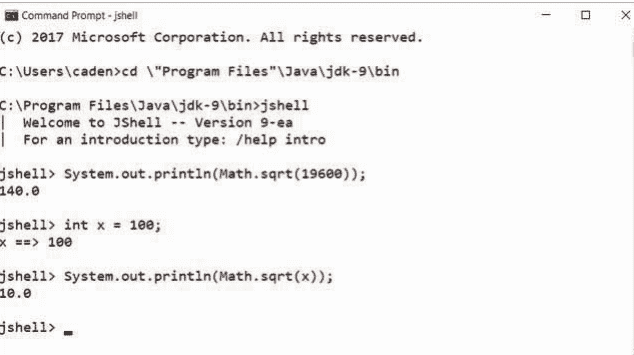 Command Prompt - jshell
(c) 2017 Microsoft Corporation. All rights reserved.
C:\Users\caden>cd \"Program Files"\Java\jdk-9\bin
C:\Program Files\Java\jdk-9\bin>jshell
| Welcome to JShell -- Version 9-ea
| For an introduction type: /help intro
jshell> System.out.println(Math.sqrt(19600));
140.0
jshell> int x = 100;
x ==> 100
jshell> System.out.println(Math.sqrt(x));
10.0
jshell> _